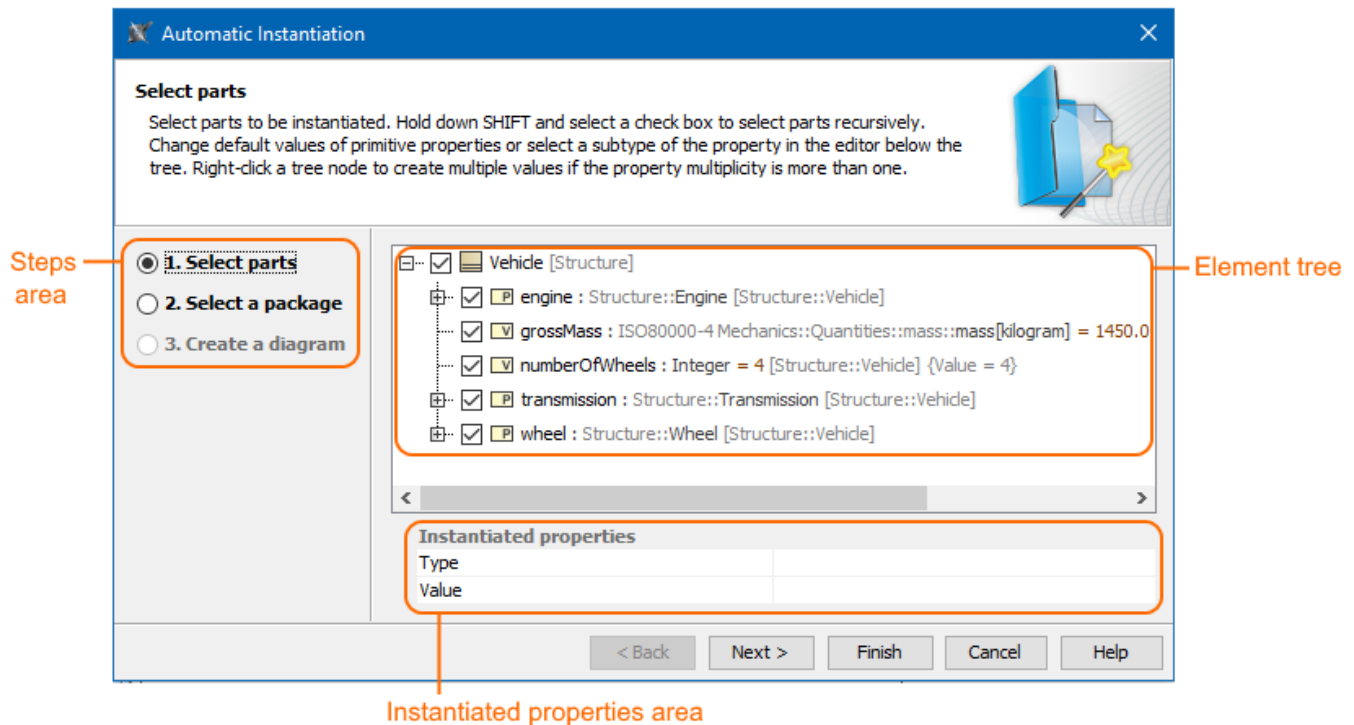 Automatic Instantiation
Select parts
Select parts to be instantiated. Hold down SHIFT and select a check box to select parts recursively.
Change default values of primitive properties or select a subtype of the property in the editor below the
tree. Right-click a tree node to create multiple values if the property multiplicity is more than one.
Steps
area
1. Select parts
2. Select a package
3. Create a diagram
Vehicle [Structure]
P engine : Structure::Engine [Structure::Vehicle]
V grossMass : ISO80000-4 Mechanics::Quantities::mass::mass[kilogram] = 1450.0
V numberOfWheels : Integer = 4 [Structure::Vehicle] {Value = 4}
P transmission : Structure::Transmission [Structure::Vehicle]
P wheel : Structure::Wheel [Structure::Vehicle]
Element tree
Instantiated properties
Type
Value
< Back
Next >
Finish
Cancel
Help
Instantiated properties area